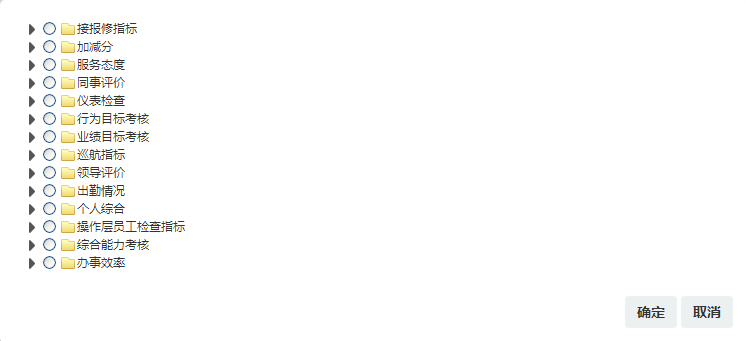 接报修指标
加减分
服务态度
同事评价
仪表检查
行为目标考核
业绩目标考核
巡航指标
领导评价
出勤情况
个人综合
操作层员工检查指标
综合能力考核
办事效率
确定 取消